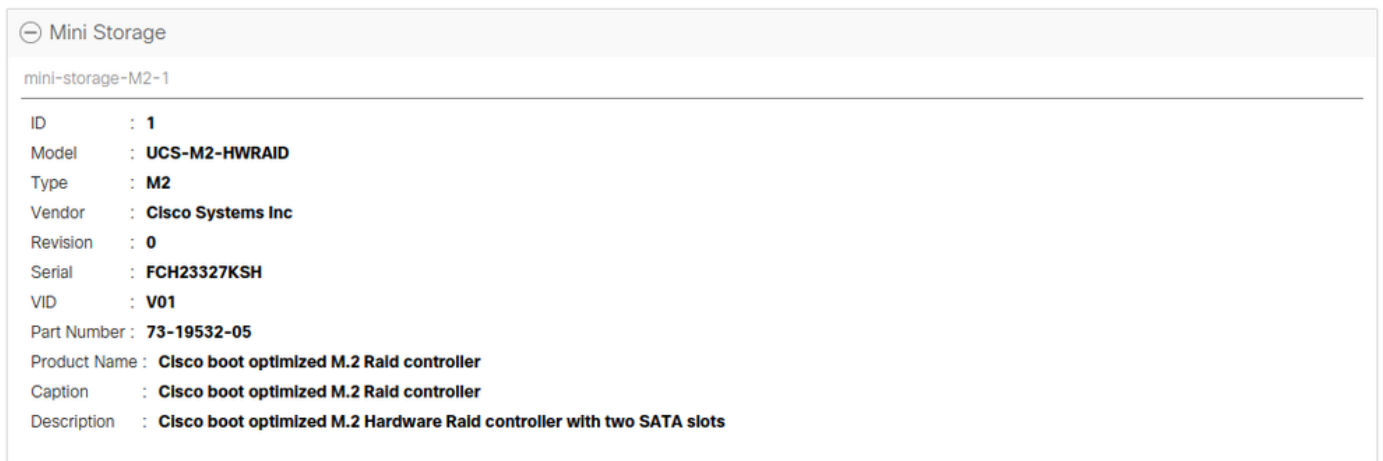 Mini Storage
mini-storage-M2-1
ID : 1
Model : UCS-M2-HWRAID
Type : M2
Vendor : Cisco Systems Inc
Revision : 0
Serial : FCH23327KSH
VID : V01
Part Number : 73-19532-05
Product Name : Cisco boot optimized M.2 Raid controller
Caption : Cisco boot optimized M.2 Raid controller
Description : Cisco boot optimized M.2 Hardware Raid controller with two SATA slots